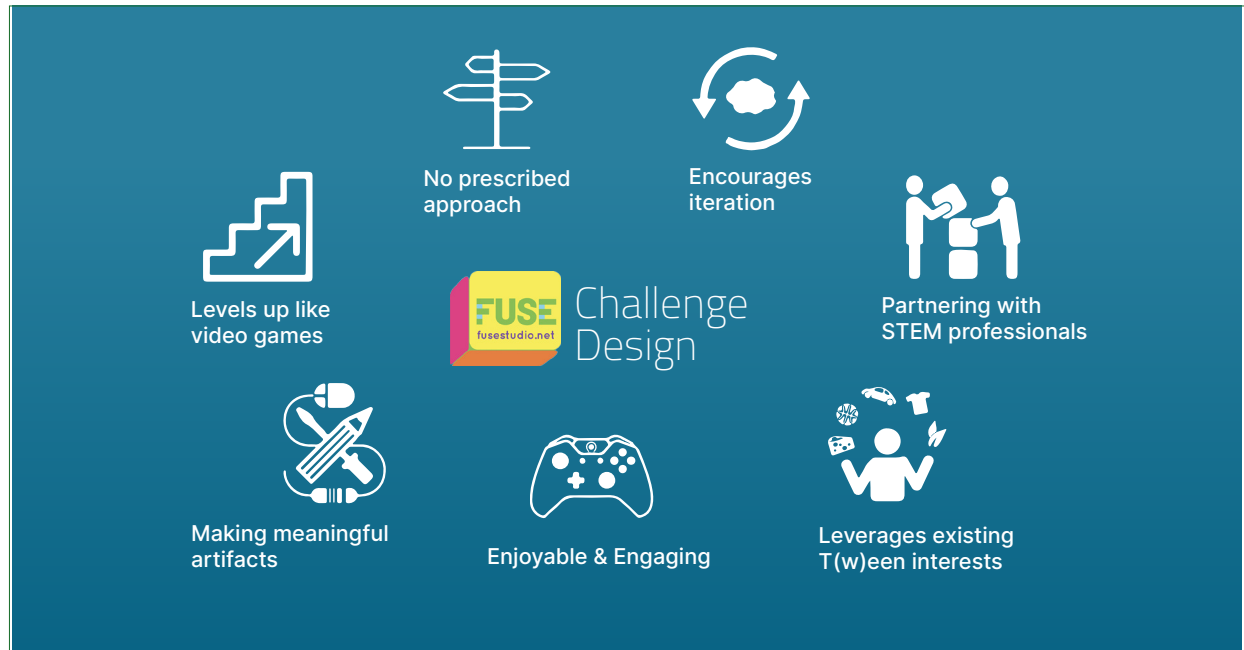 No prescribed
approach
Encourages
iteration
Levels up like
video games
FUSE
fusestudio.net
Challenge
Design
Partnering with
STEM professionals
Making meaningful
artifacts
Enjoyable & Engaging
Leverages existing
T(w)een interests